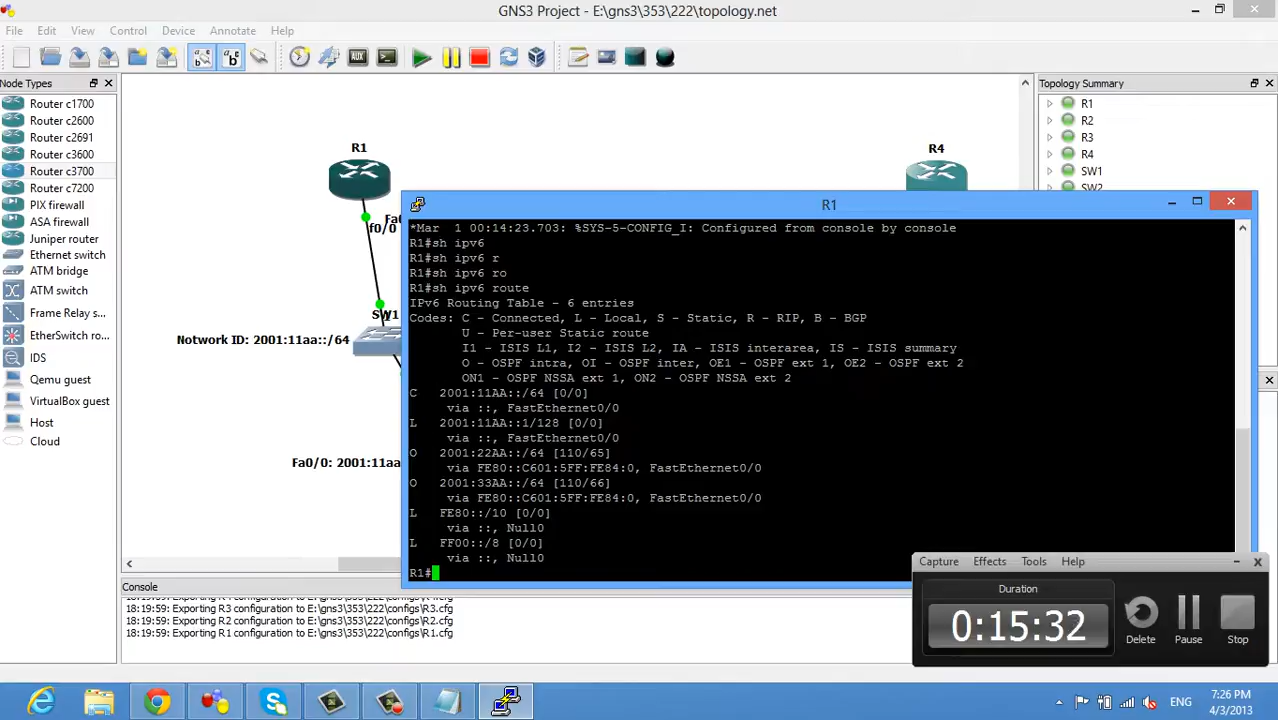 GNS3 Project - E:\gns3\353\222\topology.net
File Edit View Control Device Annotate Help
Node Types
Router c1700
Router c2600
Router c2691
Router c3600
Router c3700
Router c7200
PIX firewall
ASA firewall
Juniper router
Ethernet switch
ATM bridge
ATM switch
Frame Relay s...
EtherSwitch ro...
IDS
Qemu guest
VirtualBox guest
Host
Cloud
R1
R4
f0/0
SW1
Notwork ID: 2001:11aa::/64
Fa0/0: 2001:11aa
Topology Summary
R1
R2
R3
R4
SW1
SW2
R1
*Mar  1 00:14:23.703: %SYS-5-CONFIG_I: Configured from console by console
R1#sh ipv6
R1#sh ipv6 r
R1#sh ipv6 ro
R1#sh ipv6 route
IPv6 Routing Table - 6 entries
Codes: C - Connected, L - Local, S - Static, R - RIP, B - BGP
U - Per-user Static route
I1 - ISIS L1, I2 - ISIS L2, IA - ISIS interarea, IS - ISIS summary
O - OSPF intra, OI - OSPF inter, OE1 - OSPF ext 1, OE2 - OSPF ext 2
ON1 - OSPF NSSA ext 1, ON2 - OSPF NSSA ext 2
C   2001:11AA::/64 [0/0]
via ::, FastEthernet0/0
L   2001:11AA::1/128 [0/0]
via ::, FastEthernet0/0
O   2001:22AA::/64 [110/65]
via FE80::C601:5FF:FE84:0, FastEthernet0/0
O   2001:33AA::/64 [110/66]
via FE80::C601:5FF:FE84:0, FastEthernet0/0
L   FE80::/10 [0/0]
via ::, Null0
L   FF00::/8 [0/0]
via ::, Null0
R1#
Console
18:19:59: Exporting R3 configuration to E:\gns3\353\222\configs\R3.cfg
18:19:59: Exporting R2 configuration to E:\gns3\353\222\configs\R2.cfg
18:19:59: Exporting R1 configuration to E:\gns3\353\222\configs\R1.cfg
Capture Effects Tools Help
Duration
0:15:32
Delete Pause Stop
ENG
7:26 PM
4/3/2013